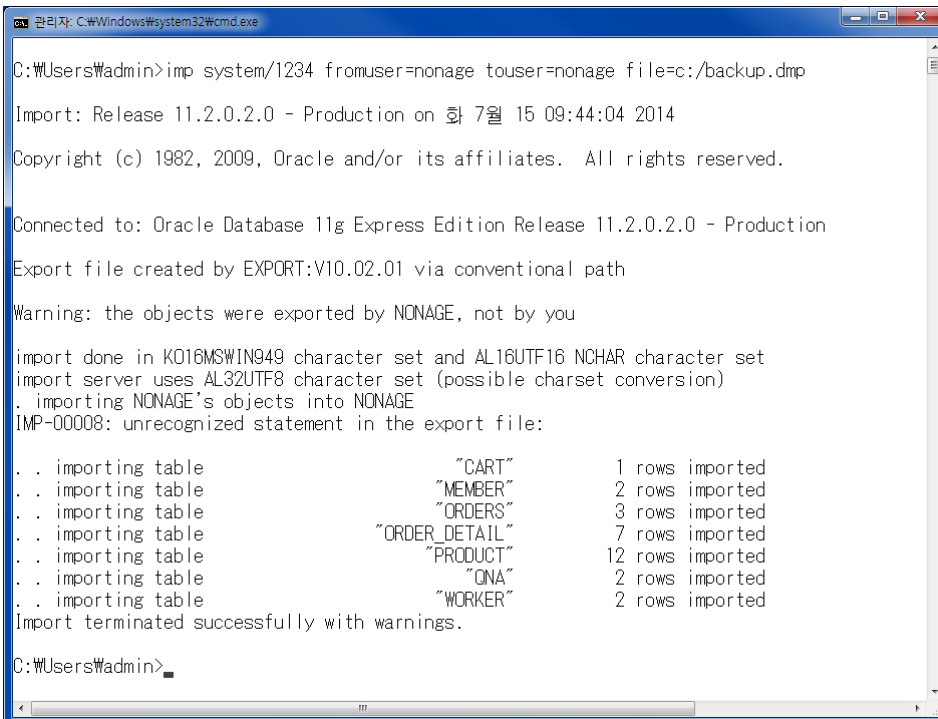 관리자: C:₩Windows₩system32₩cmd.exe
C:₩Users₩admin>imp system/1234 fromuser=nonage touser=nonage file=c:/backup.dmp
Import: Release 11.2.0.2.0 - Production on 화 7월 15 09:44:04 2014
Copyright (c) 1982, 2009, Oracle and/or its affiliates.  All rights reserved.
Connected to: Oracle Database 11g Express Edition Release 11.2.0.2.0 - Production
Export file created by EXPORT:V10.02.01 via conventional path
Warning: the objects were exported by NONAGE, not by you
import done in KO16MSWIN949 character set and AL16UTF16 NCHAR character set
import server uses AL32UTF8 character set (possible charset conversion)
. importing NONAGE's objects into NONAGE
IMP-00008: unrecognized statement in the export file:
. . importing table "CART" 1 rows imported
. . importing table "MEMBER" 2 rows imported
. . importing table "ORDERS" 3 rows imported
. . importing table "ORDER_DETAIL" 7 rows imported
. . importing table "PRODUCT" 12 rows imported
. . importing table "QNA" 2 rows imported
. . importing table "WORKER" 2 rows imported
Import terminated successfully with warnings.
C:₩Users₩admin>